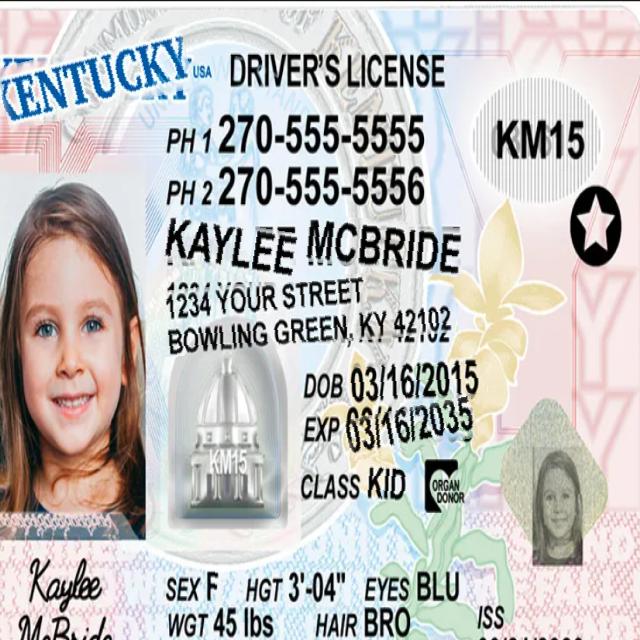 KENTUCKY USA DRIVER'S LICENSE
PH 1 270-555-5555
KM15
PH 2 270-555-5556
KAYLEE MCBRIDE
1234 YOUR STREET
BOWLING GREEN, KY 42192
DOB 03/16/2015
EXP 03/16/2035
KM15
CLASS KID
ORGAN DONOR
Kaylee
McBride
SEX F HGT 3'-04" EYES BLU
WGT 45 lbs HAIR BRO ISS